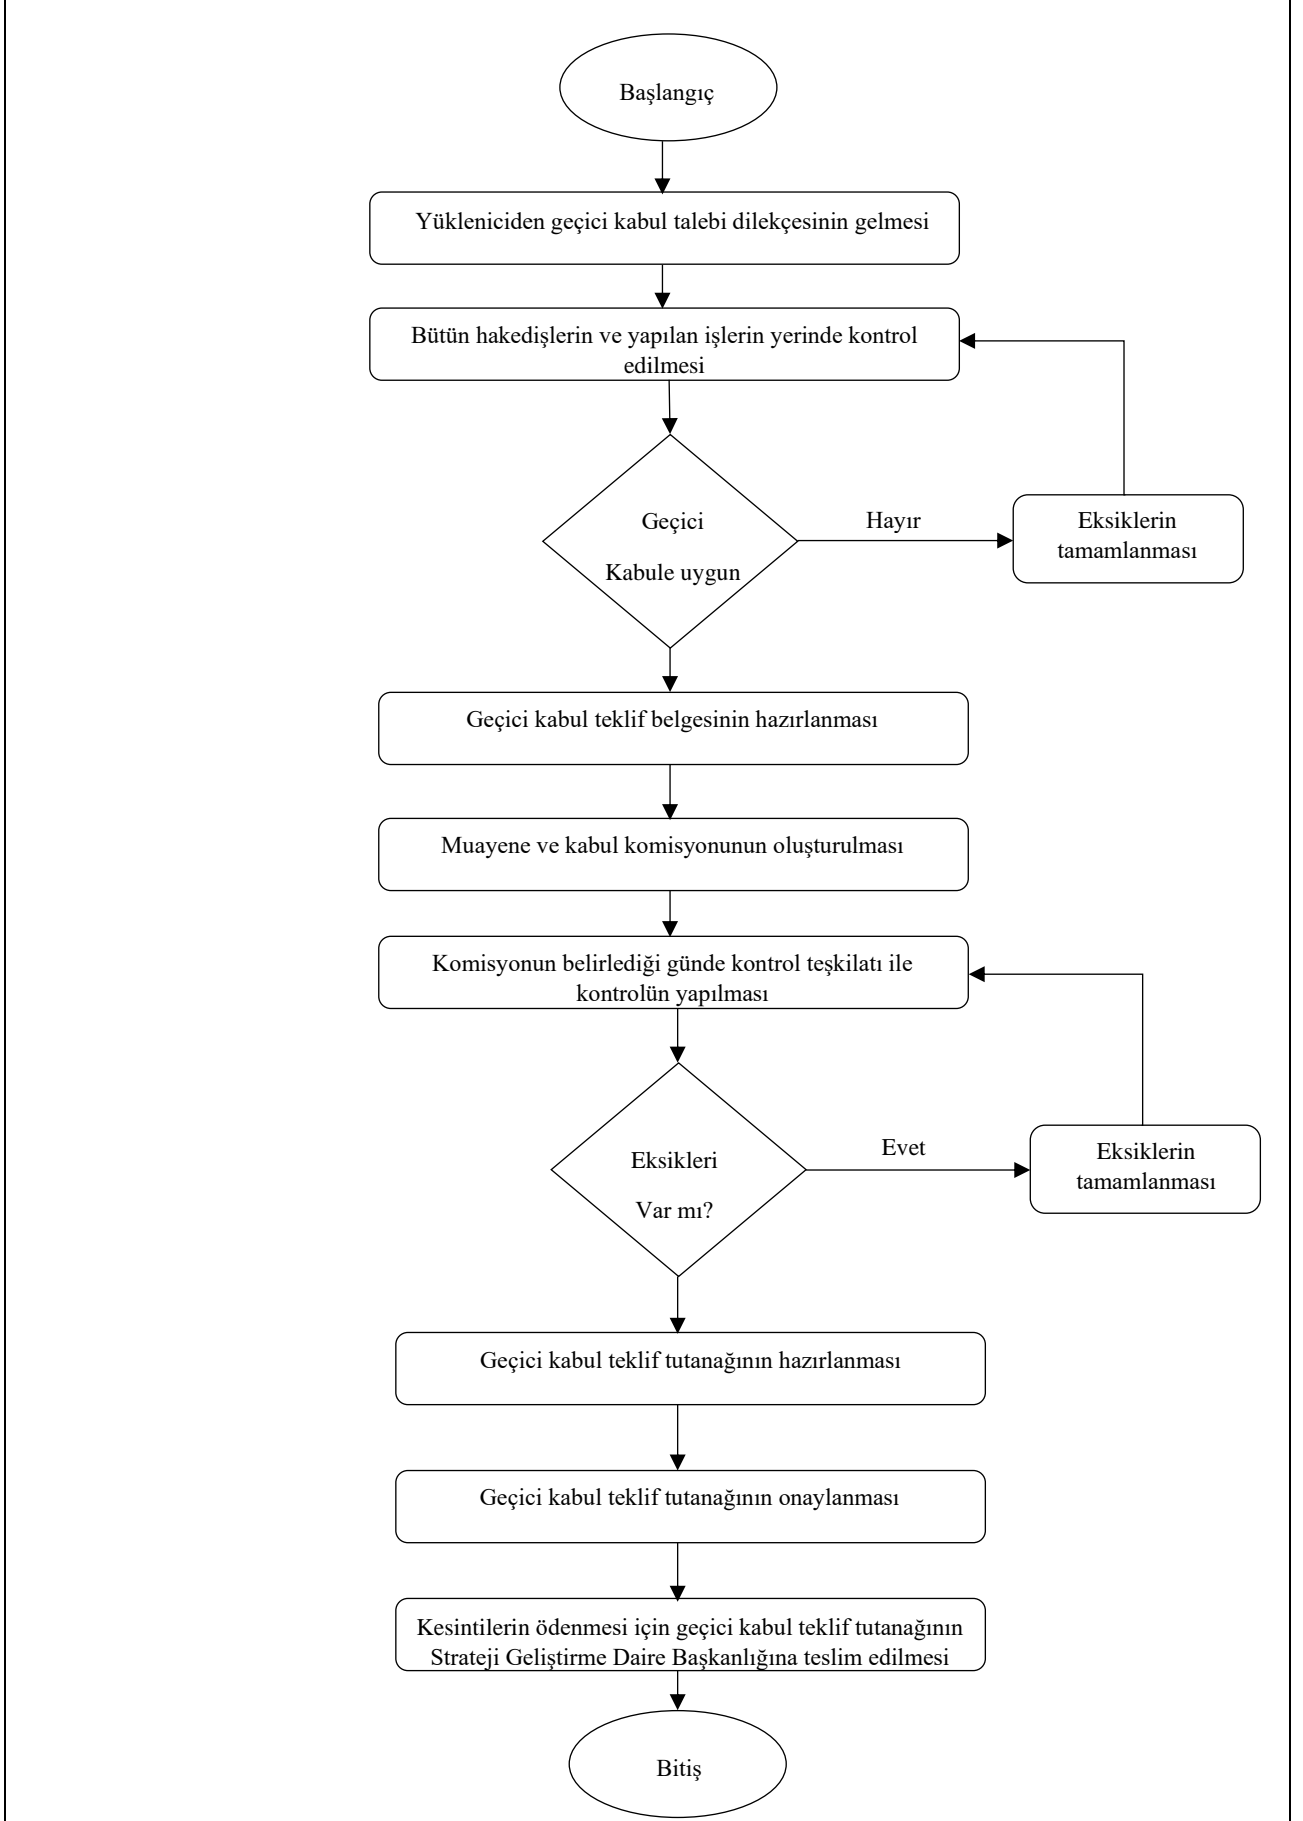 Başlangıç
Yükleniciden geçici kabul talebi dilekçesinin gelmesi
Bütün hakedişlerin ve yapılan işlerin yerinde kontrol
edilmesi
Geçici
Kabule uygun
Hayır
Eksiklerin
tamamlanması
Geçici kabul teklif belgesinin hazırlanması
Muayene ve kabul komisyonunun oluşturulması
Komisyonun belirlediği günde kontrol teşkilatı ile
kontrolün yapılması
Eksikleri
Var mı?
Evet
Eksiklerin
tamamlanması
Geçici kabul teklif tutanağının hazırlanması
Geçici kabul teklif tutanağının onaylanması
Kesintilerin ödenmesi için geçici kabul teklif tutanağının
Strateji Geliştirme Daire Başkanlığına teslim edilmesi
Bitiş